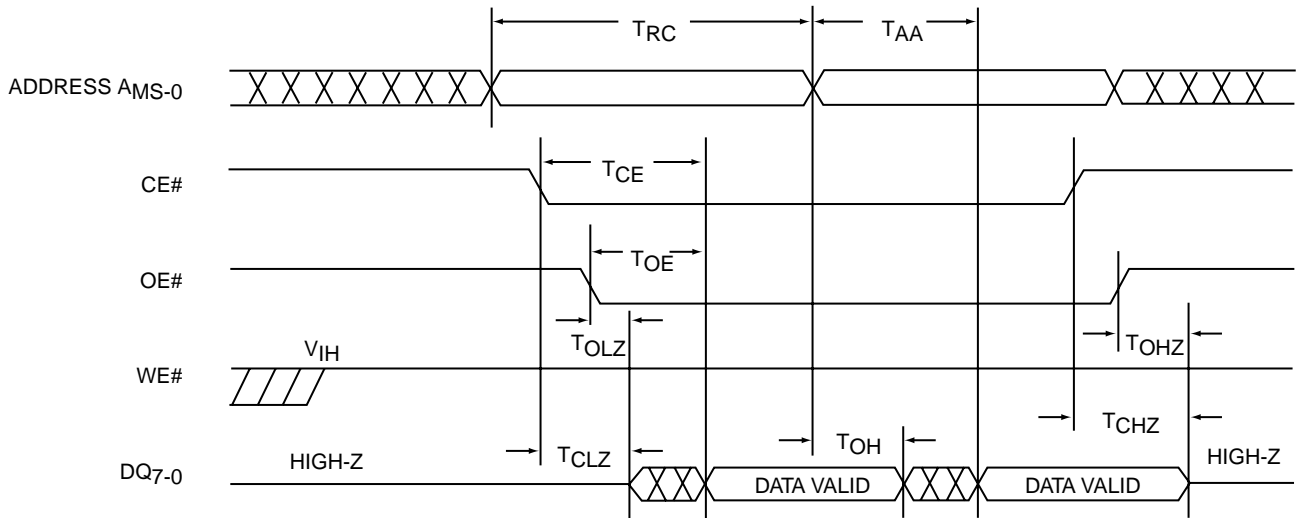 TRC TAA
ADDRESS AMS-0
TCE
CE#
TOE
OE#
TOLZ TOHZ
VIH
WE#
TCHZ
TCLZ TOH
HIGH-Z HIGH-Z
DQ7-0 DATA VALID DATA VALID